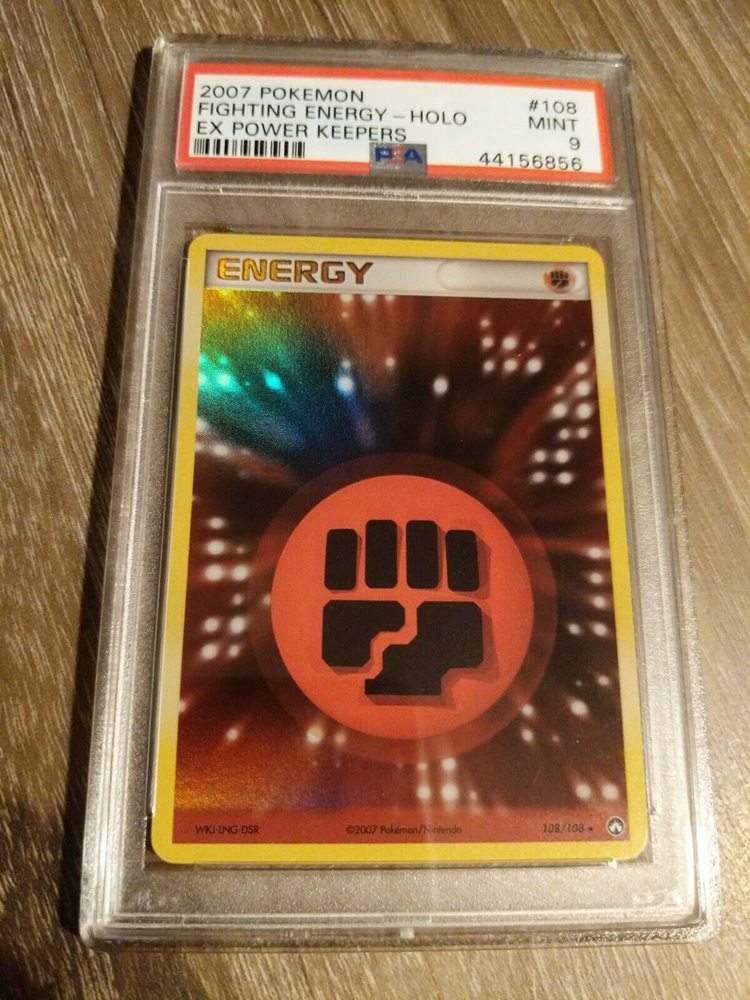 2007 POKEMON #108
FIGHTING ENERGY - HOLO MINT
EX POWER KEEPERS 9
PSA 44156856
ENERGY
WKJ-LNG-DSR ©2007 Pokémon/Nintendo 108/108 ★